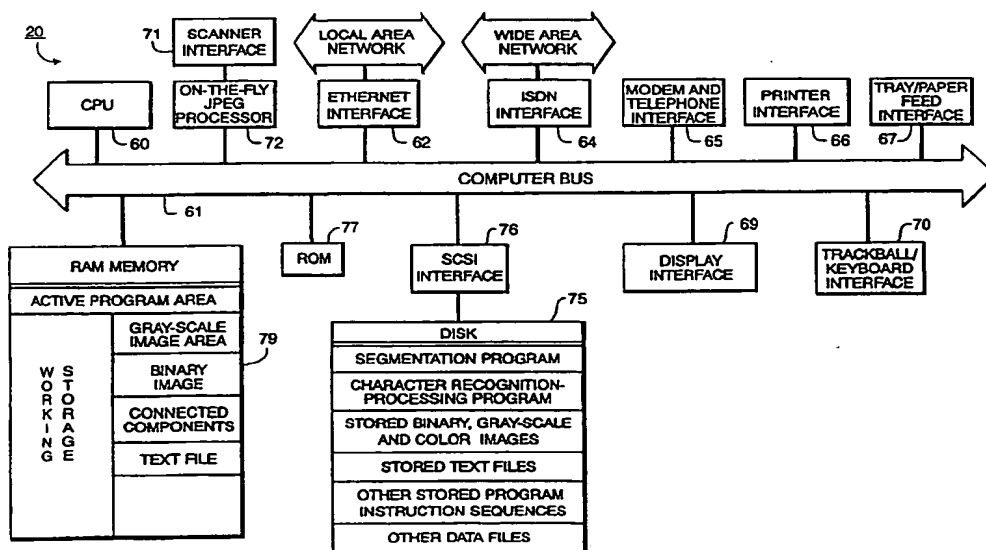 20
71
SCANNER
INTERFACE
LOCAL AREA
NETWORK
WIDE AREA
NETWORK
CPU
60
ON-THE-FLY
JPEG
PROCESSOR
72
ETHERNET
INTERFACE
62
ISDN
INTERFACE
64
MODEM AND
TELEPHONE
INTERFACE
65
PRINTER
INTERFACE
66
TRAY/PAPER
FEED
INTERFACE
67
COMPUTER BUS
61
77
ROM
76
SCSI
INTERFACE
69
DISPLAY
INTERFACE
70
TRACKBALL/
KEYBOARD
INTERFACE
RAM MEMORY
ACTIVE PROGRAM AREA
WORKING
STORAGE
GRAY-SCALE
IMAGE AREA
79
BINARY
IMAGE
CONNECTED
COMPONENTS
TEXT FILE
75
DISK
SEGMENTATION PROGRAM
CHARACTER RECOGNITION-
PROCESSING PROGRAM
STORED BINARY, GRAY-SCALE
AND COLOR IMAGES
STORED TEXT FILES
OTHER STORED PROGRAM
INSTRUCTION SEQUENCES
OTHER DATA FILES